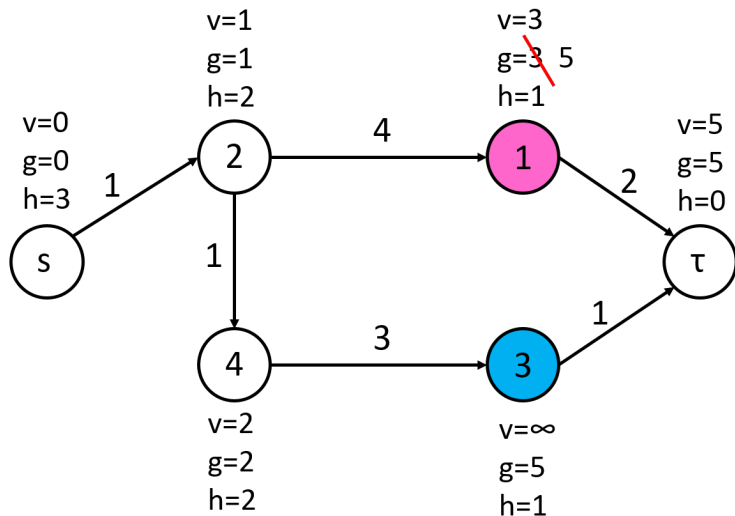 v=1
g=1
h=2
v=3
g=3 5
h=1
v=0
g=0
h=3
v=5
g=5
h=0
1
2
4
1
2
s
1
τ
4
3
3
1
v=2
g=2
h=2
v=∞
g=5
h=1